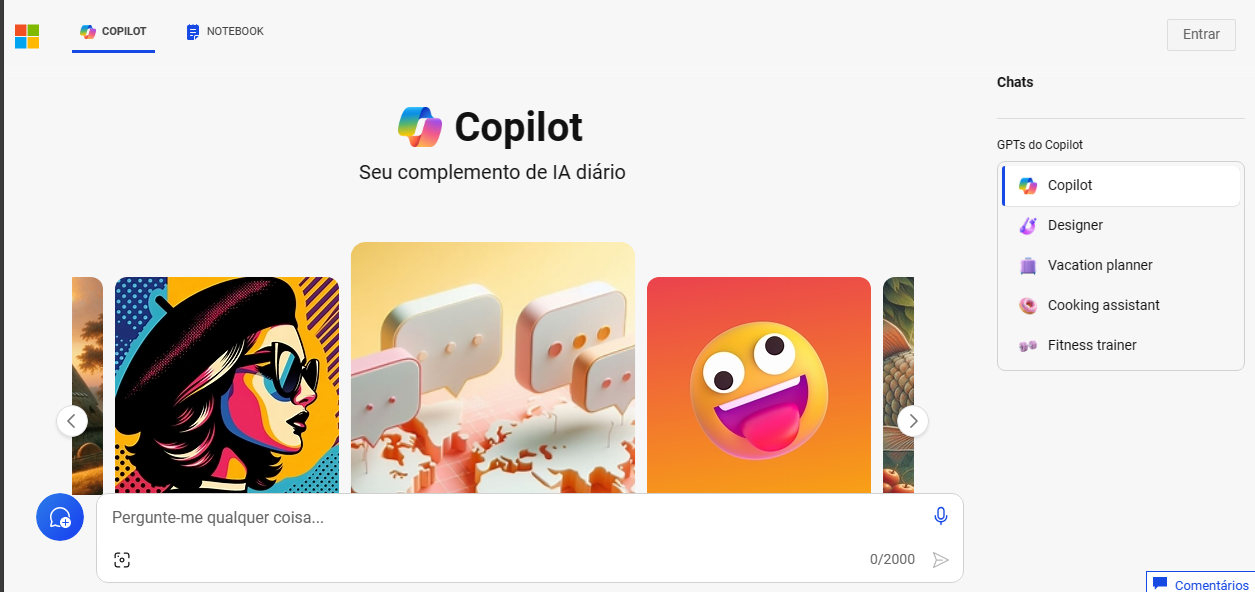 COPILOT
NOTEBOOK
Entrar
Copilot
Seu complemento de IA diário
Chats
GPTs do Copilot
Copilot
Designer
Vacation planner
Cooking assistant
Fitness trainer
Pergunte-me qualquer coisa...
0/2000
Comentários